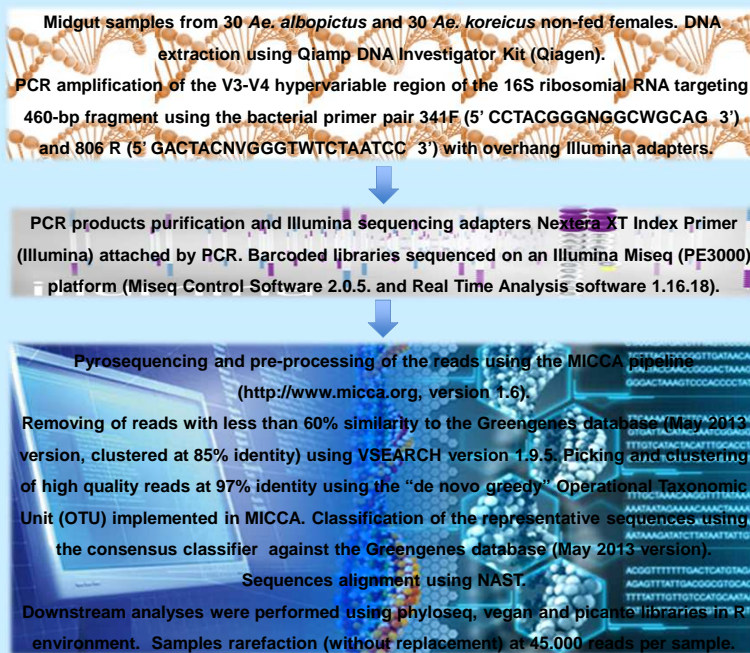 Midgut samples from 30 Ae. albopictus and 30 Ae. koreicus non-fed females. DNA
extraction using Qiamp DNA Investigator Kit (Qiagen).
PCR amplification of the V3-V4 hypervariable region of the 16S ribosomial RNA targeting
460-bp fragment using the bacterial primer pair 341F (5’ CCTACGGGNGGCWGCAG 3’)
and 806 R (5’ GACTACNVGGGTWTCTAATCC 3’) with overhang Illumina adapters.
PCR products purification and Illumina sequencing adapters Nextera XT Index Primer
(Illumina) attached by PCR. Barcoded libraries sequenced on an Illumina Miseq (PE3000)
platform (Miseq Control Software 2.0.5. and Real Time Analysis software 1.16.18).
Pyrosequencing and pre-processing of the reads using the MICCA pipeline
(http://www.micca.org, version 1.6).
Removing of reads with less than 60% similarity to the Greengenes database (May 2013
version, clustered at 85% identity) using VSEARCH version 1.9.5. Picking and clustering
of high quality reads at 97% identity using the “de novo greedy” Operational Taxonomic
Unit (OTU) implemented in MICCA. Classification of the representative sequences using
the consensus classifier against the Greengenes database (May 2013 version).
Sequences alignment using NAST.
Downstream analyses were performed using phyloseq, vegan and picante libraries in R
environment. Samples rarefaction (without replacement) at 45.000 reads per sample.